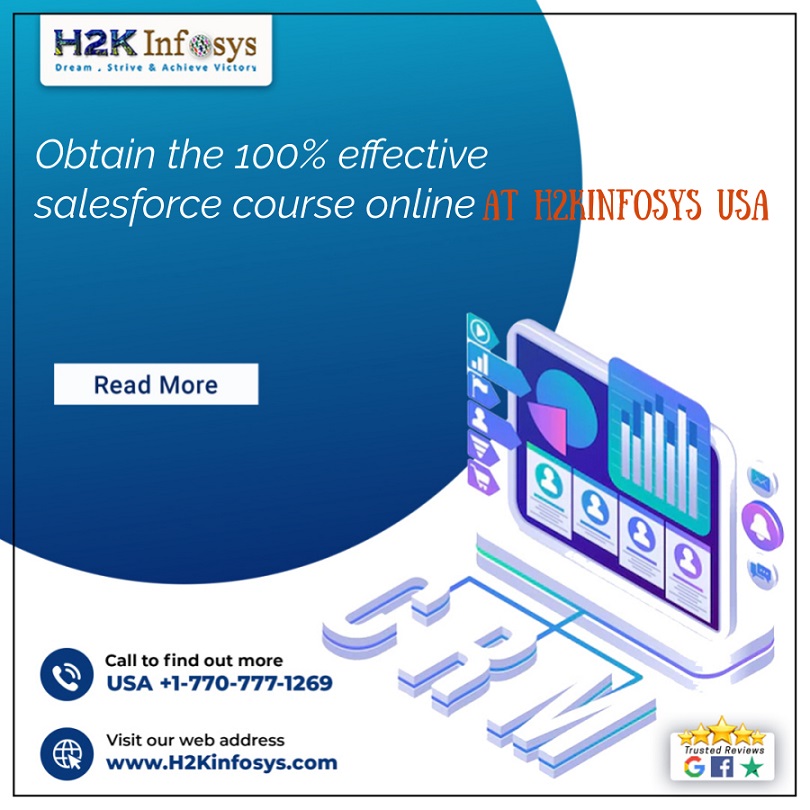 H2K Infosys
Dream , Strive & Achieve Victory
Obtain the 100% effective
salesforce course online AT H2KINFOSYS USA
Read More
CRM
Call to find out more
USA +1-770-777-1269
Visit our web address
www.H2Kinfosys.com
Trusted Reviews